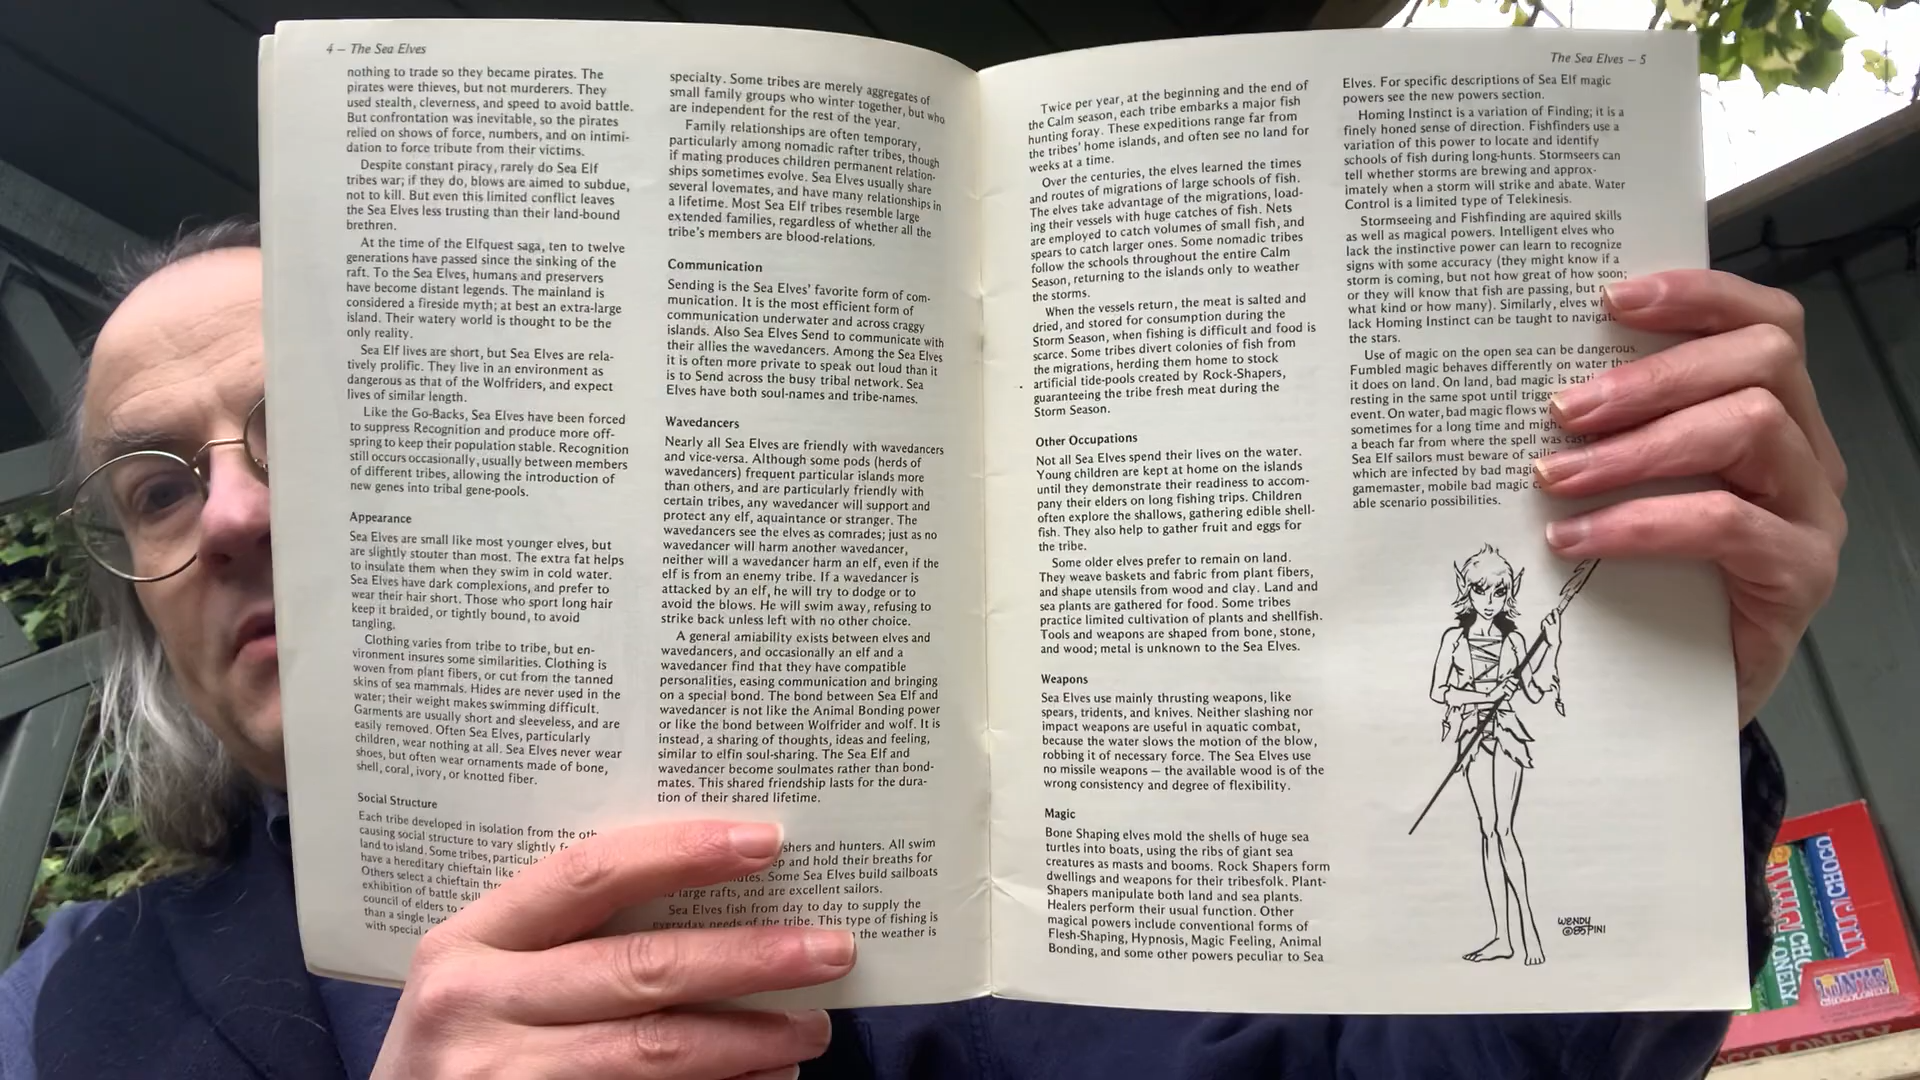 4 – The Sea Elves
nothing to trade so they became pirates. The
pirates were thieves, but not murderers. They
used stealth, cleverness, and speed to avoid battle.
But confrontation was inevitable, so the pirates
relied on shows of force, numbers, and on intimi-
dation to force tribute from their victims.
Despite constant piracy, rarely do Sea Elf
tribes war; if they do, blows are aimed to subdue,
not to kill. But even this limited conflict leaves
the Sea Elves less trusting than their land-bound
brethren.
At the time of the Elfquest saga, ten to twelve
generations have passed since the sinking of the
raft. To the Sea Elves, humans and preservers
have become distant legends. The mainland is
considered a fireside myth; at best an extra-large
island. Their watery world is thought to be the
only reality.
Sea Elf lives are short, but Sea Elves are rela-
tively prolific. They live in an environment as
dangerous as that of the Wolfriders, and expect
lives of similar length.
Like the Go-Backs, Sea Elves have been forced
to suppress Recognition and produce more off-
spring to keep their population stable. Recognition
still occurs occasionally, usually between members
of different tribes, allowing the introduction of
new genes into tribal gene-pools.
Appearance
Sea Elves are small like most younger elves, but
are slightly stouter than most. The extra fat helps
to insulate them when they swim in cold water.
Sea Elves have dark complexions, and prefer to
wear their hair short. Those who sport long hair
keep it braided, or tightly bound, to avoid
tangling.
Clothing varies from tribe to tribe, but en-
vironment insures some similarities. Clothing is
woven from plant fibers, or cut from the tanned
skins of sea mammals. Hides are never used in the
water; their weight makes swimming difficult.
Garments are usually short and sleeveless, and are
easily removed. Often Sea Elves, particularly
children, wear nothing at all. Sea Elves never wear
shoes, but often wear ornaments made of bone,
shell, coral, ivory, or knotted fiber.
Social Structure
Each tribe developed in isolation from the oth
causing social structure to vary slightly f
land to island. Some tribes, particula
have a hereditary chieftain like
Others select a chieftain thr
exhibition of battle skill
council of elders to
than a single lead
with special
specialty. Some tribes are merely aggregates of
small family groups who winter together, but who
are independent for the rest of the year.
Family relationships are often temporary,
particularly among nomadic rafter tribes, though
if mating produces children permanent relation-
ships sometimes evolve. Sea Elves usually share
several lovemates, and have many relationships in
a lifetime. Most Sea Elf tribes resemble large
extended families, regardless of whether all the
tribe's members are blood-relations.
Communication
Sending is the Sea Elves' favorite form of com-
munication. It is the most efficient form of
communication underwater and across craggy
islands. Also Sea Elves Send to communicate with
their allies the wavedancers. Among the Sea Elves
it is often more private to speak out loud than it
is to Send across the busy tribal network. Sea
Elves have both soul-names and tribe-names.
Wavedancers
Nearly all Sea Elves are friendly with wavedancers
and vice-versa. Although some pods (herds of
wavedancers) frequent particular islands more
than others, and are particularly friendly with
certain tribes, any wavedancer will support and
protect any elf, aquaintance or stranger. The
wavedancers see the elves as comrades; just as no
wavedancer will harm another wavedancer,
neither will a wavedancer harm an elf, even if the
elf is from an enemy tribe. If a wavedancer is
attacked by an elf, he will try to dodge or to
avoid the blows. He will swim away, refusing to
strike back unless left with no other choice.
A general amiability exists between elves and
wavedancers, and occasionally an elf and a
wavedancer find that they have compatible
personalities, easing communication and bringing
on a special bond. The bond between Sea Elf and
wavedancer is not like the Animal Bonding power
or like the bond between Wolfrider and wolf. It is
instead, a sharing of thoughts, ideas and feeling,
similar to elfin soul-sharing. The Sea Elf and
wavedancer become soulmates rather than bond-
mates. This shared friendship lasts for the dura-
tion of their shared lifetime.
shers and hunters. All swim
and hold their breaths for
Some Sea Elves build sailboats
large rafts, and are excellent sailors.
Sea Elves fish from day to day to supply the
everyday needs of the tribe. This type of fishing is
the weather is
The Sea Elves – 5
Twice per year, at the beginning and the end of
the Calm season, each tribe embarks a major fish
hunting foray. These expeditions range far from
the tribes' home islands, and often see no land for
weeks at a time.
Over the centuries, the elves learned the times
and routes of migrations of large schools of fish.
The elves take advantage of the migrations, load-
ing their vessels with huge catches of fish. Nets
are employed to catch volumes of small fish, and
spears to catch larger ones. Some nomadic tribes
follow the schools throughout the entire Calm
Season, returning to the islands only to weather
the storms.
When the vessels return, the meat is salted and
dried, and stored for consumption during the
Storm Season, when fishing is difficult and food is
scarce. Some tribes divert colonies of fish from
the migrations, herding them home to stock
artificial tide-pools created by Rock-Shapers,
guaranteeing the tribe fresh meat during the
Storm Season.
Other Occupations
Not all Sea Elves spend their lives on the water.
Young children are kept at home on the islands
until they demonstrate their readiness to accom-
pany their elders on long fishing trips. Children
often explore the shallows, gathering edible shell-
fish. They also help to gather fruit and eggs for
the tribe.
Some older elves prefer to remain on land.
They weave baskets and fabric from plant fibers,
and shape utensils from wood and clay. Land and
sea plants are gathered for food. Some tribes
practice limited cultivation of plants and shellfish.
Tools and weapons are shaped from bone, stone,
and wood; metal is unknown to the Sea Elves.
Weapons
Sea Elves use mainly thrusting weapons, like
spears, tridents, and knives. Neither slashing nor
impact weapons are useful in aquatic combat,
because the water slows the motion of the blow,
robbing it of necessary force. The Sea Elves use
no missile weapons — the available wood is of the
wrong consistency and degree of flexibility.
Magic
Bone Shaping elves mold the shells of huge sea
turtles into boats, using the ribs of giant sea
creatures as masts and booms. Rock Shapers form
dwellings and weapons for their tribesfolk. Plant-
Shapers manipulate both land and sea plants.
Healers perform their usual function. Other
magical powers include conventional forms of
Flesh-Shaping, Hypnosis, Magic Feeling, Animal
Bonding, and some other powers peculiar to Sea
Elves. For specific descriptions of Sea Elf magic
powers see the new powers section.
Homing Instinct is a variation of Finding; it is a
finely honed sense of direction. Fishfinders use a
variation of this power to locate and identify
schools of fish during long-hunts. Stormseers can
tell whether storms are brewing and approx-
imately when a storm will strike and abate. Water
Control is a limited type of Telekinesis.
Stormseeing and Fishfinding are aquired skills
as well as magical powers. Intelligent elves who
lack the instinctive power can learn to recognize
signs with some accuracy (they might know if a
storm is coming, but not how great of how soon;
or they will know that fish are passing, but
what kind or how many). Similarly, elves wh
lack Homing Instinct can be taught to navigat
the stars.
Use of magic on the open sea can be dangerous.
Fumbled magic behaves differently on water tha
it does on land. On land, bad magic is stati
resting in the same spot until trigge
event. On water, bad magic flows wi
sometimes for a long time and migh
a beach far from where the spell was cast.
Sea Elf sailors must beware of saili
which are infected by bad magic
gamemaster, mobile bad magic c
able scenario possibilities.
WENDY
©85 PINI
TONY'S
CHOCO
LONELY
TONY'S CHOCO
TONY'S
COLONELY